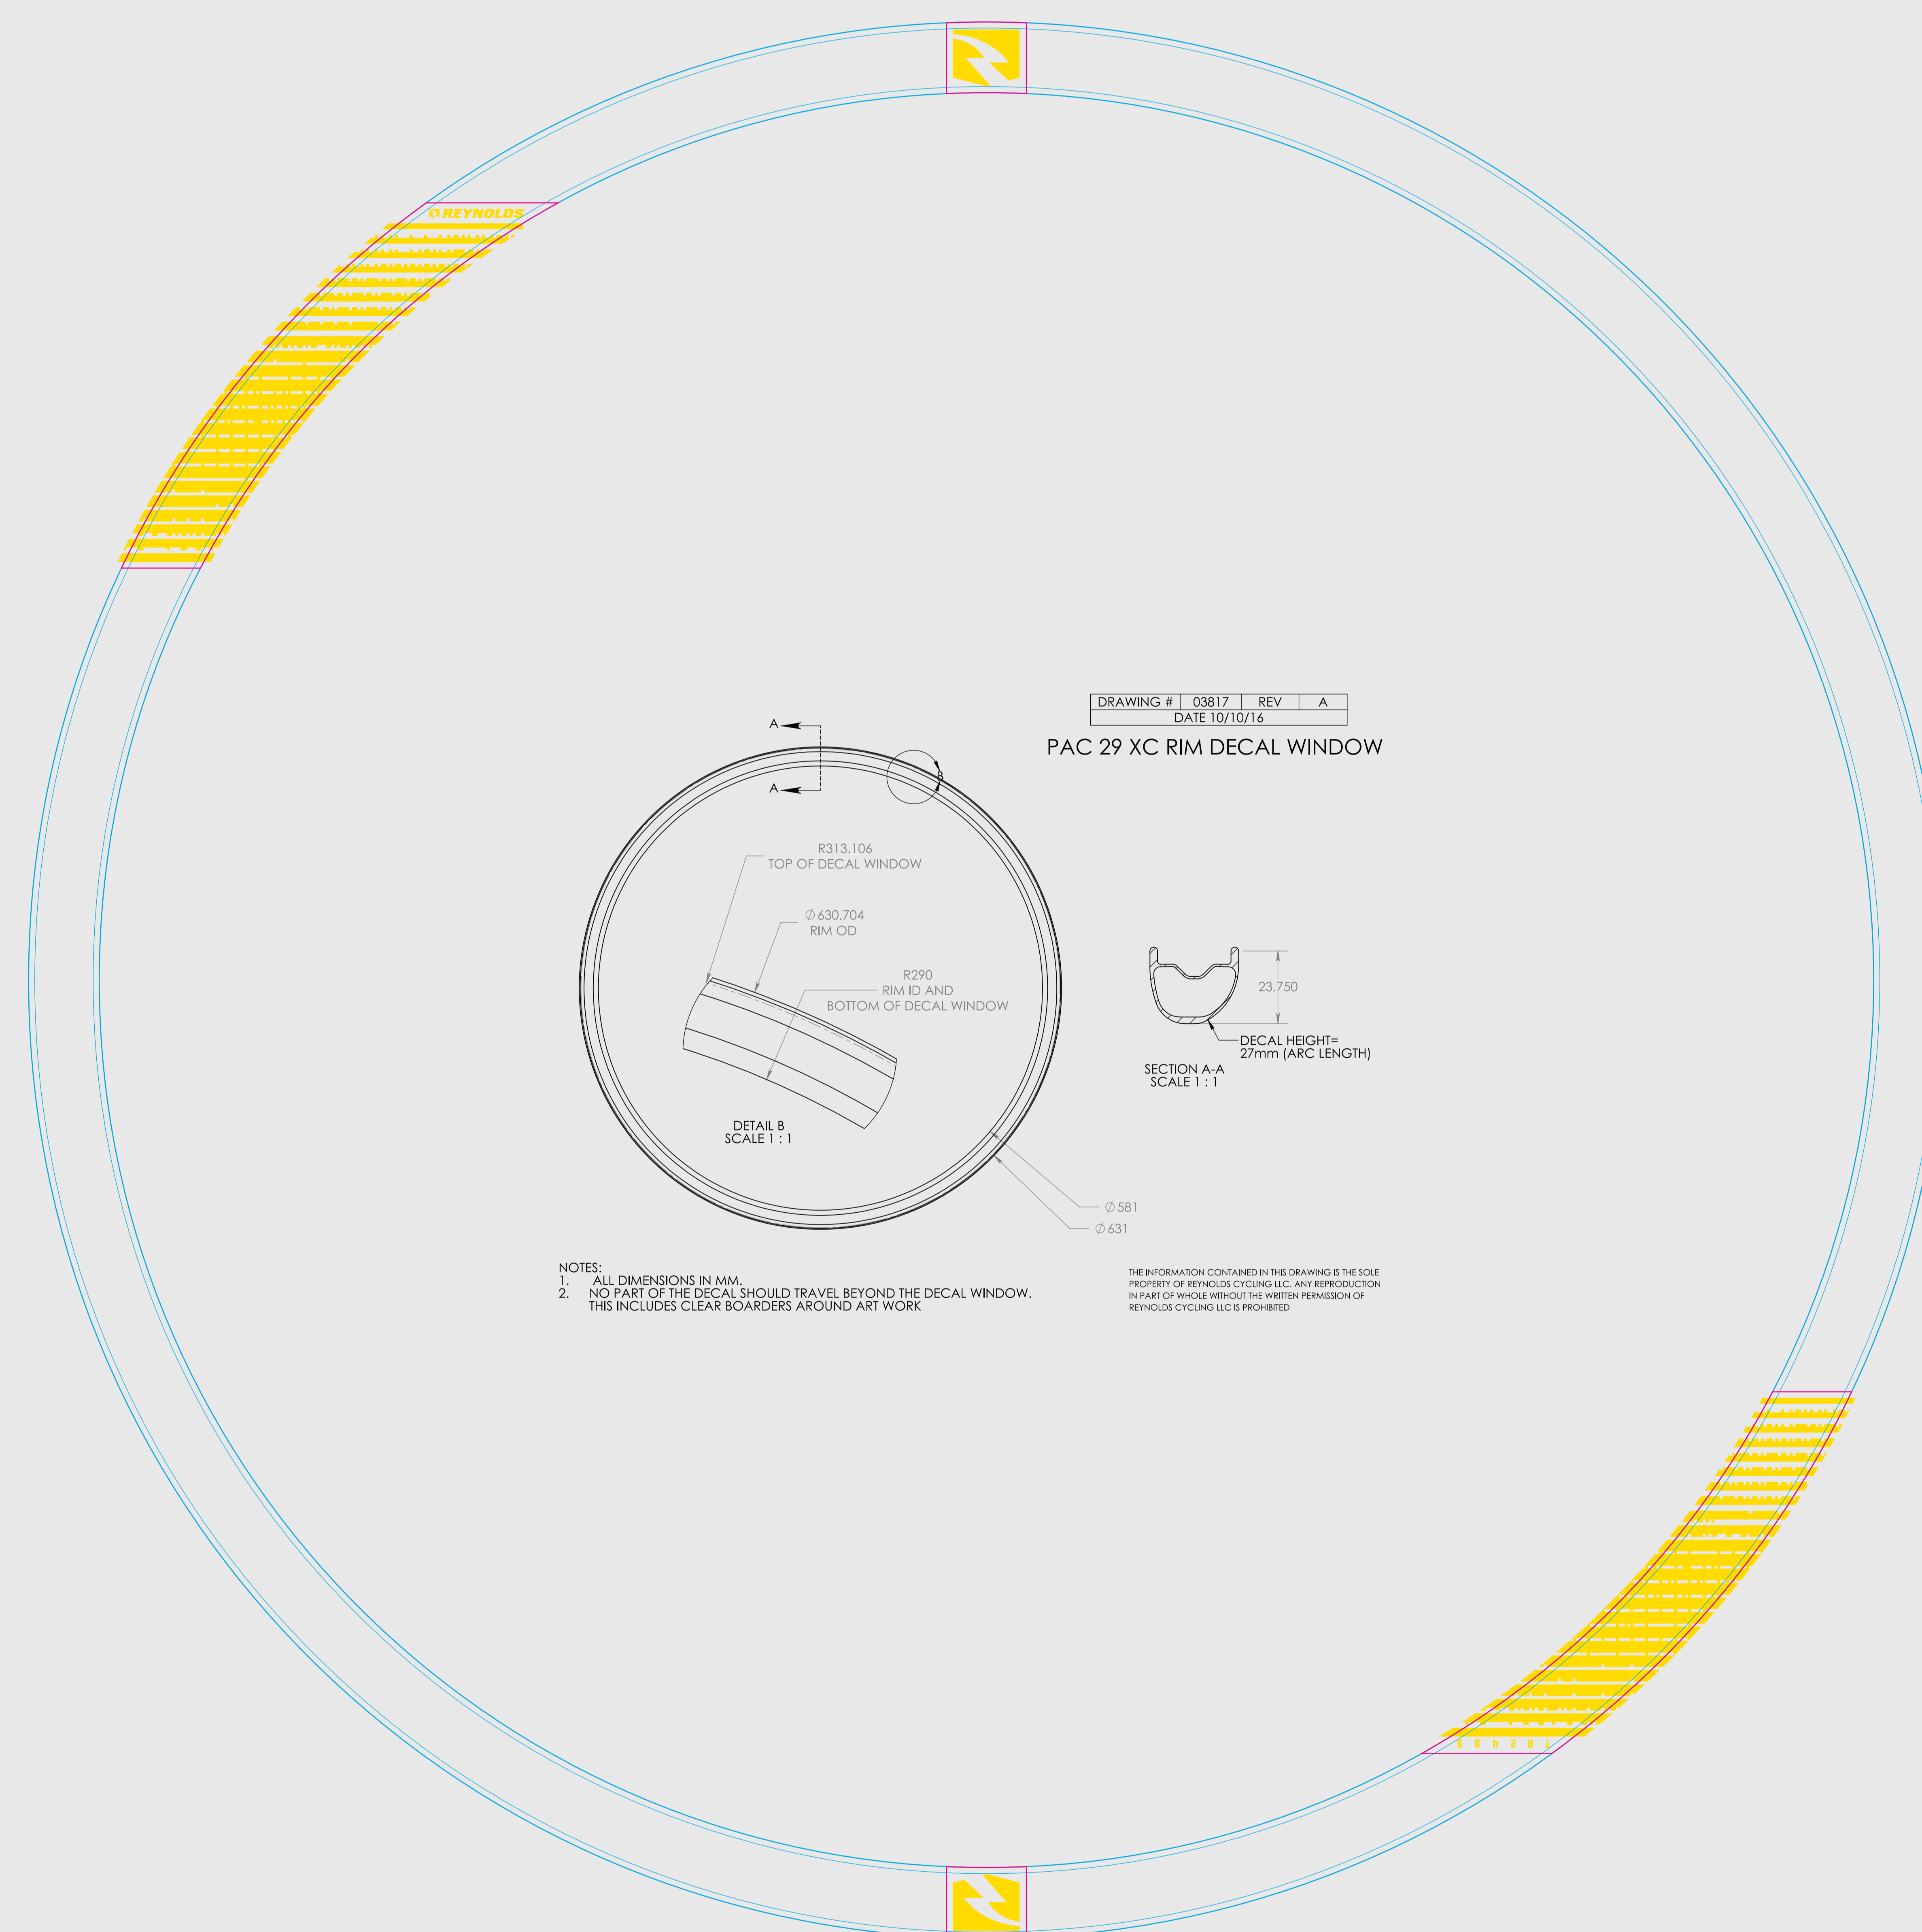 REYNOLDS
DRAWING # 03817 REV A
DATE 10/10/16
PAC 29 XC RIM DECAL WINDOW
A
B
A
R313.106
TOP OF DECAL WINDOW
∅ 630.704
RIM OD
R290
RIM ID AND
BOTTOM OF DECAL WINDOW
23.750
DECAL HEIGHT=
27mm (ARC LENGTH)
SECTION A-A
SCALE 1 : 1
DETAIL B
SCALE 1 : 1
∅ 581
∅ 631
NOTES:
1. ALL DIMENSIONS IN MM.
2. NO PART OF THE DECAL SHOULD TRAVEL BEYOND THE DECAL WINDOW.
THIS INCLUDES CLEAR BOARDERS AROUND ART WORK
THE INFORMATION CONTAINED IN THIS DRAWING IS THE SOLE
PROPERTY OF REYNOLDS CYCLING LLC. ANY REPRODUCTION
IN PART OF WHOLE WITHOUT THE WRITTEN PERMISSION OF
REYNOLDS CYCLING LLC IS PROHIBITED
TR249S